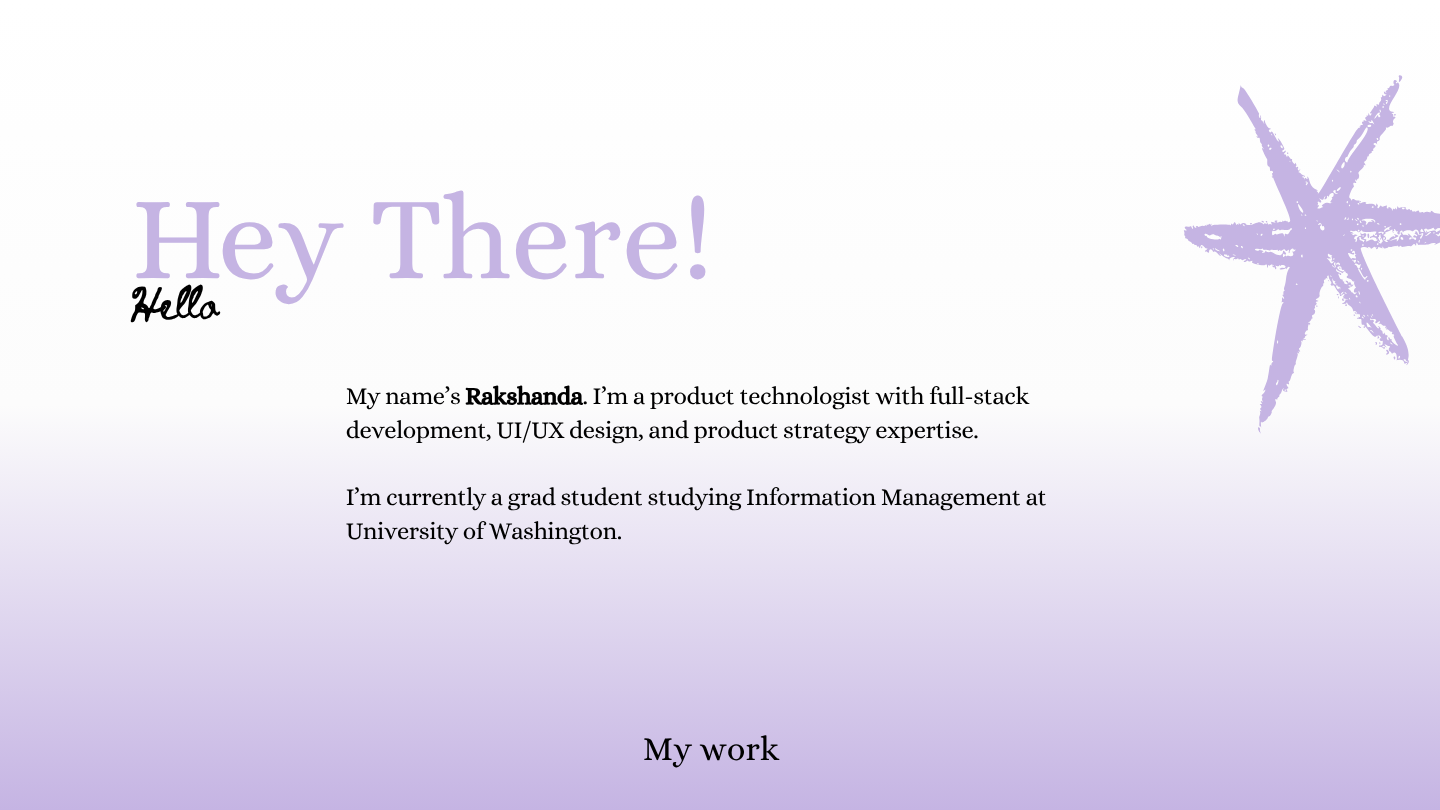 Hey There!
Hello
My name’s Rakshanda. I’m a product technologist with full-stack
development, UI/UX design, and product strategy expertise.
I’m currently a grad student studying Information Management at
University of Washington.
My work